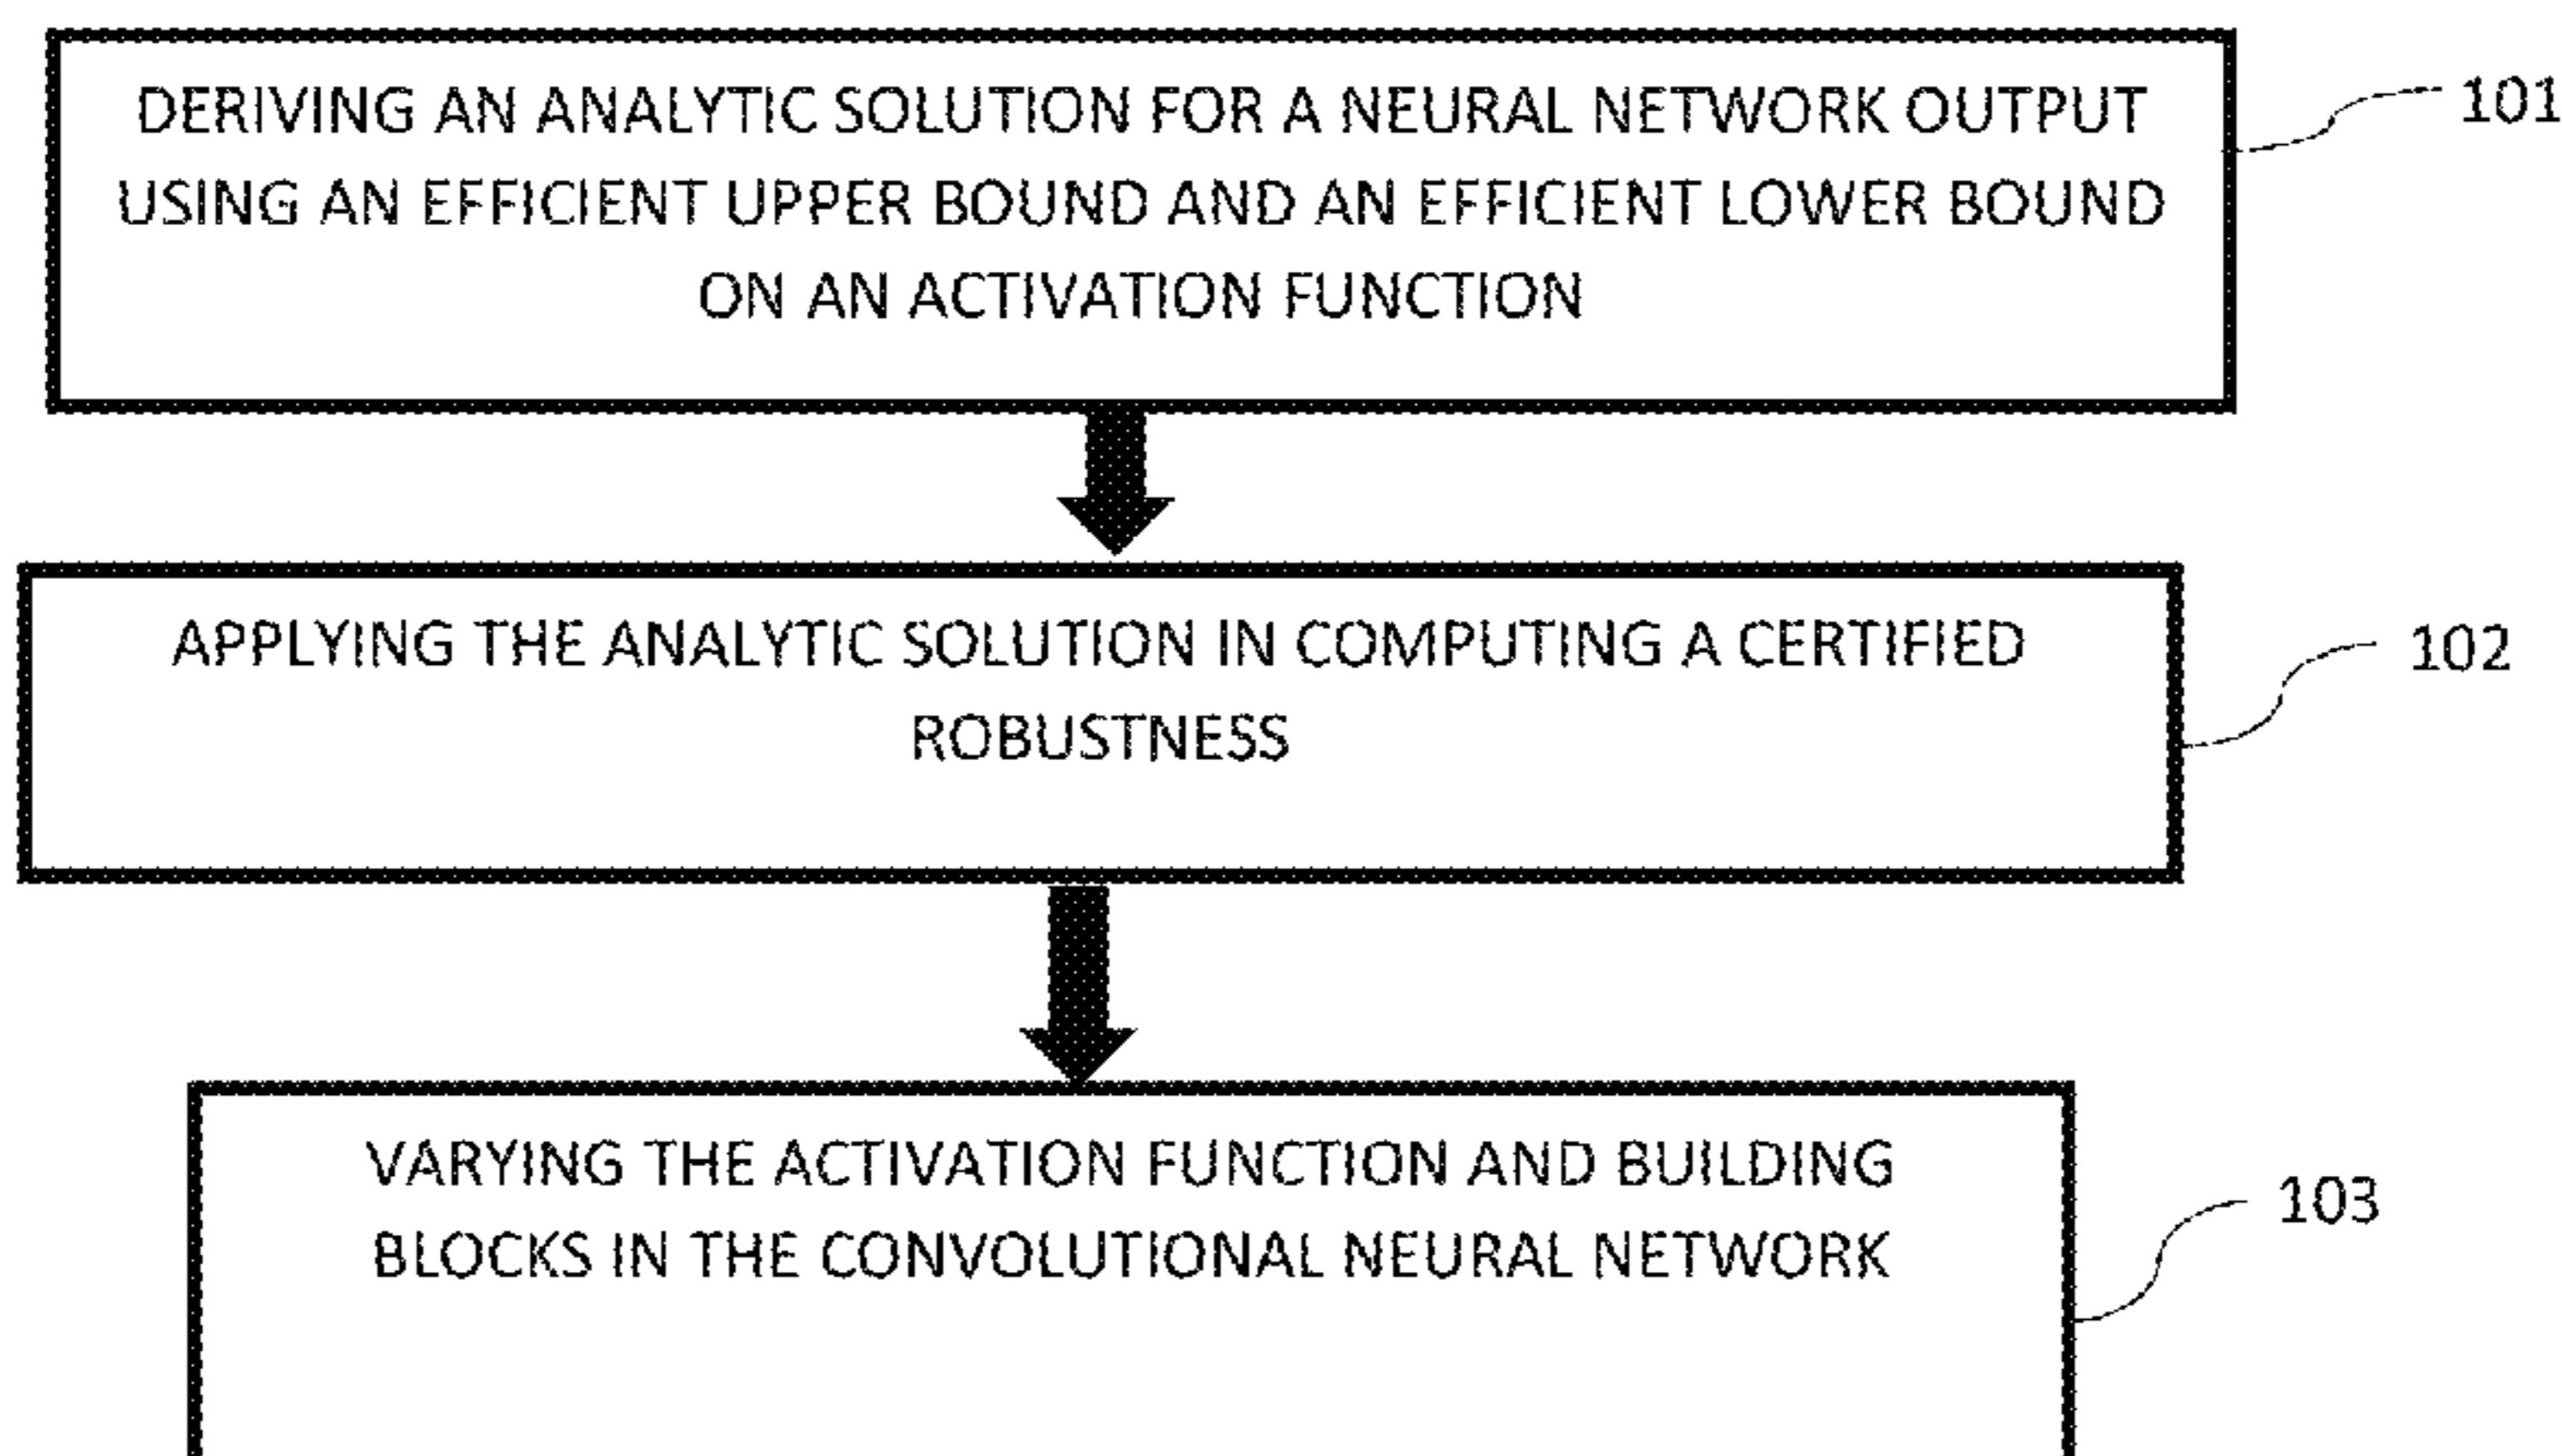 DERIVING AN ANALYTIC SOLUTION FOR A NEURAL NETWORK OUTPUT
USING AN EFFICIENT UPPER BOUND AND AN EFFICIENT LOWER BOUND
ON AN ACTIVATION FUNCTION
101
APPLYING THE ANALYTIC SOLUTION IN COMPUTING A CERTIFIED
ROBUSTNESS
102
VARYING THE ACTIVATION FUNCTION AND BUILDING
BLOCKS IN THE CONVOLUTIONAL NEURAL NETWORK
103